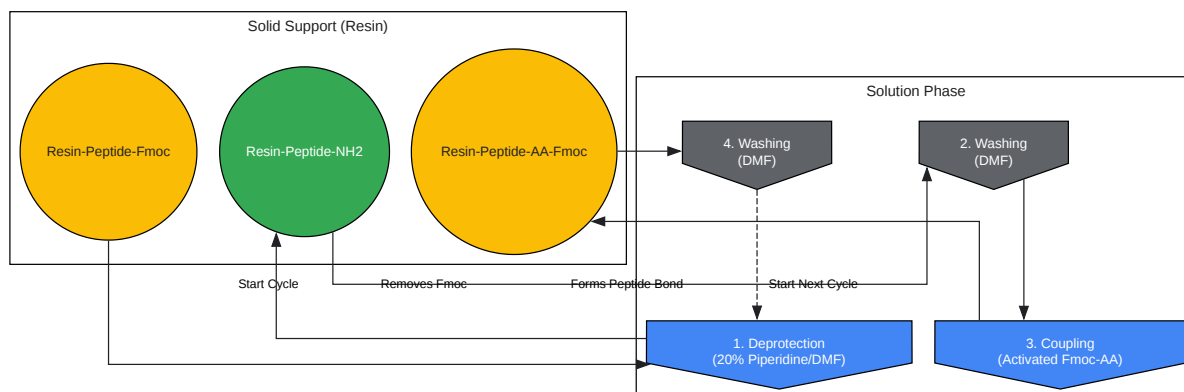 Solid Support (Resin)
Resin-Peptide-Fmoc
Resin-Peptide-NH2
Resin-Peptide-AA-Fmoc
Solution Phase
4. Washing
(DMF)
2. Washing
(DMF)
Start Cycle
Removes Fmoc
Forms Peptide Bond
Start Next Cycle
1. Deprotection
(20% Piperidine/DMF)
3. Coupling
(Activated Fmoc-AA)